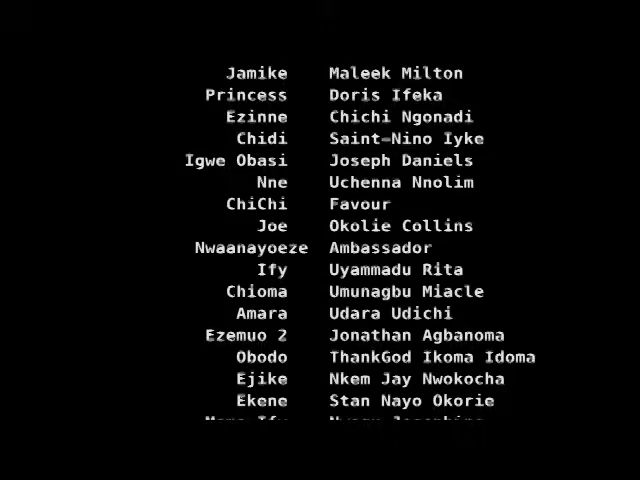 Jamike Maleek Milton
Princess Doris Ifeka
Ezinne Chichi Ngonadi
Chidi Saint-Nino Iyke
Igwe Obasi Joseph Daniels
Nne Uchenna Nnolim
ChiChi Favour
Joe Okolie Collins
Nwaanayoeze Ambassador
Ify Uyammadu Rita
Chioma Umunagbu Miacle
Amara Udara Udichi
Ezemuo 2 Jonathan Agbanoma
Obodo ThankGod Ikoma Idoma
Ejike Nkem Jay Nwokocha
Ekene Stan Nayo Okorie